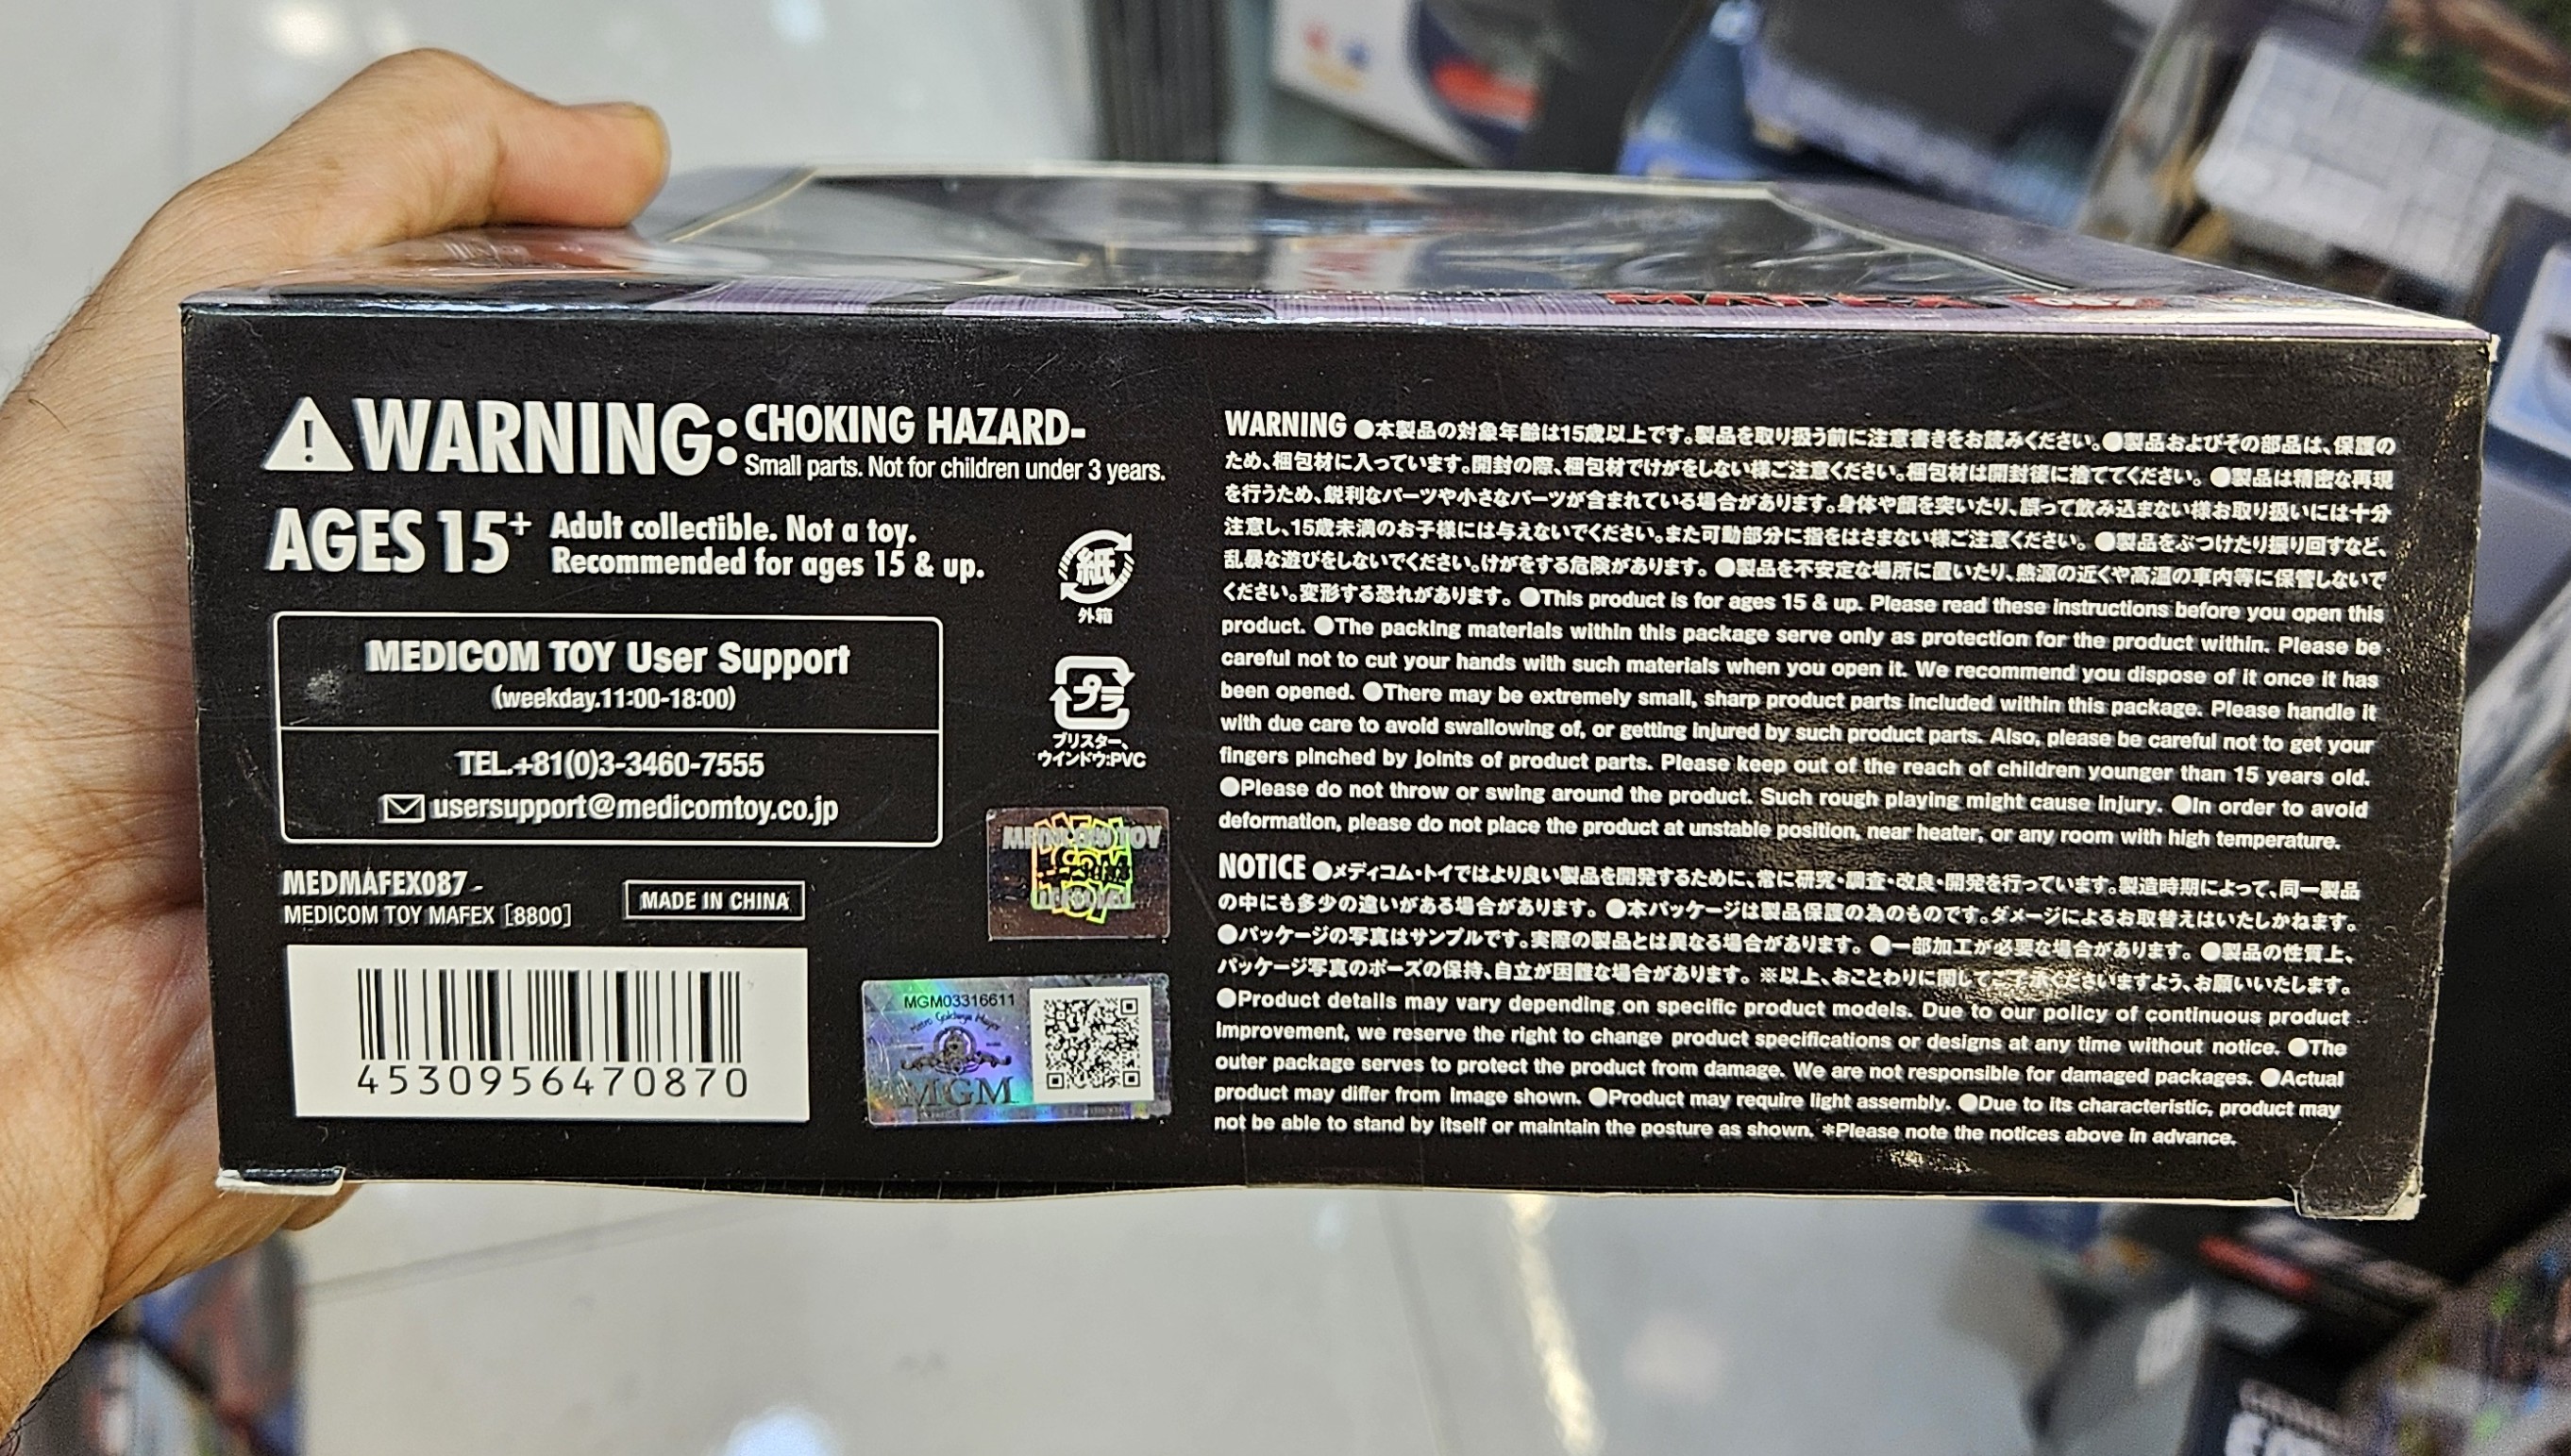 WARNING: CHOKING HAZARD-
Small parts. Not for children under 3 years.
AGES 15+ Adult collectible. Not a toy.
Recommended for ages 15 & up.
紙
外箱
プラ
ブリスター、
ウインドウ:PVC
MEDICOM TOY User Support
(weekday.11:00-18:00)
TEL.+81(0)3-3460-7555
usersupport@medicomtoy.co.jp
MEDMAFEX087
MEDICOM TOY MAFEX [8800]
MADE IN CHINA
4530956470870
MEDICOM TOY
MGM03316611
Metro Goldwyn Mayer
MGM
WARNING ●本製品の対象年齢は15歳以上です。製品を取り扱う前に注意書きをお読みください。●製品およびその部品は、保護の
ため、梱包材に入っています。開封の際、梱包材でけがをしない様ご注意ください。梱包材は開封後に捨ててください。 ●製品は精密な再現
を行うため、鋭利なパーツや小さなパーツが含まれている場合があります。身体や顔を突いたり、誤って飲み込まない様お取り扱いには十分
注意し、15歳未満のお子様には与えないでください。また可動部分に指をはさまない様ご注意ください。 ●製品をぶつけたり振り回すなど、
乱暴な遊びをしないでください。けがをする危険があります。 ●製品を不安定な場所に置いたり、熱源の近くや高温の車内等に保管しないで
ください。変形する恐れがあります。 ●This product is for ages 15 & up. Please read these instructions before you open this
product. ●The packing materials within this package serve only as protection for the product within. Please be
careful not to cut your hands with such materials when you open it. We recommend you dispose of it once it has
been opened. ●There may be extremely small, sharp product parts included within this package. Please handle it
with due care to avoid swallowing of, or getting injured by such product parts. Also, please be careful not to get your
fingers pinched by joints of product parts. Please keep out of the reach of children younger than 15 years old.
●Please do not throw or swing around the product. Such rough playing might cause injury. ●In order to avoid
deformation, please do not place the product at unstable position, near heater, or any room with high temperature.
NOTICE ●メディコム・トイではより良い製品を開発するために、常に研究・調査・改良・開発を行っています。製造時期によって、同一製品
の中にも多少の違いがある場合があります。 ●本パッケージは製品保護の為のものです。ダメージによるお取替えはいたしかねます。
●パッケージの写真はサンプルです。実際の製品とは異なる場合があります。 ●一部加工が必要な場合があります。 ●製品の性質上、
パッケージ写真のポーズの保持、自立が困難な場合があります。 ※以上、おことわりに関してご了承くださいますよう、お願いいたします。
●Product details may vary depending on specific product models. Due to our policy of continuous product
improvement, we reserve the right to change product specifications or designs at any time without notice. ●The
outer package serves to protect the product from damage. We are not responsible for damaged packages. ●Actual
product may differ from image shown. ●Product may require light assembly. ●Due to its characteristic, product may
not be able to stand by itself or maintain the posture as shown. *Please note the notices above in advance.